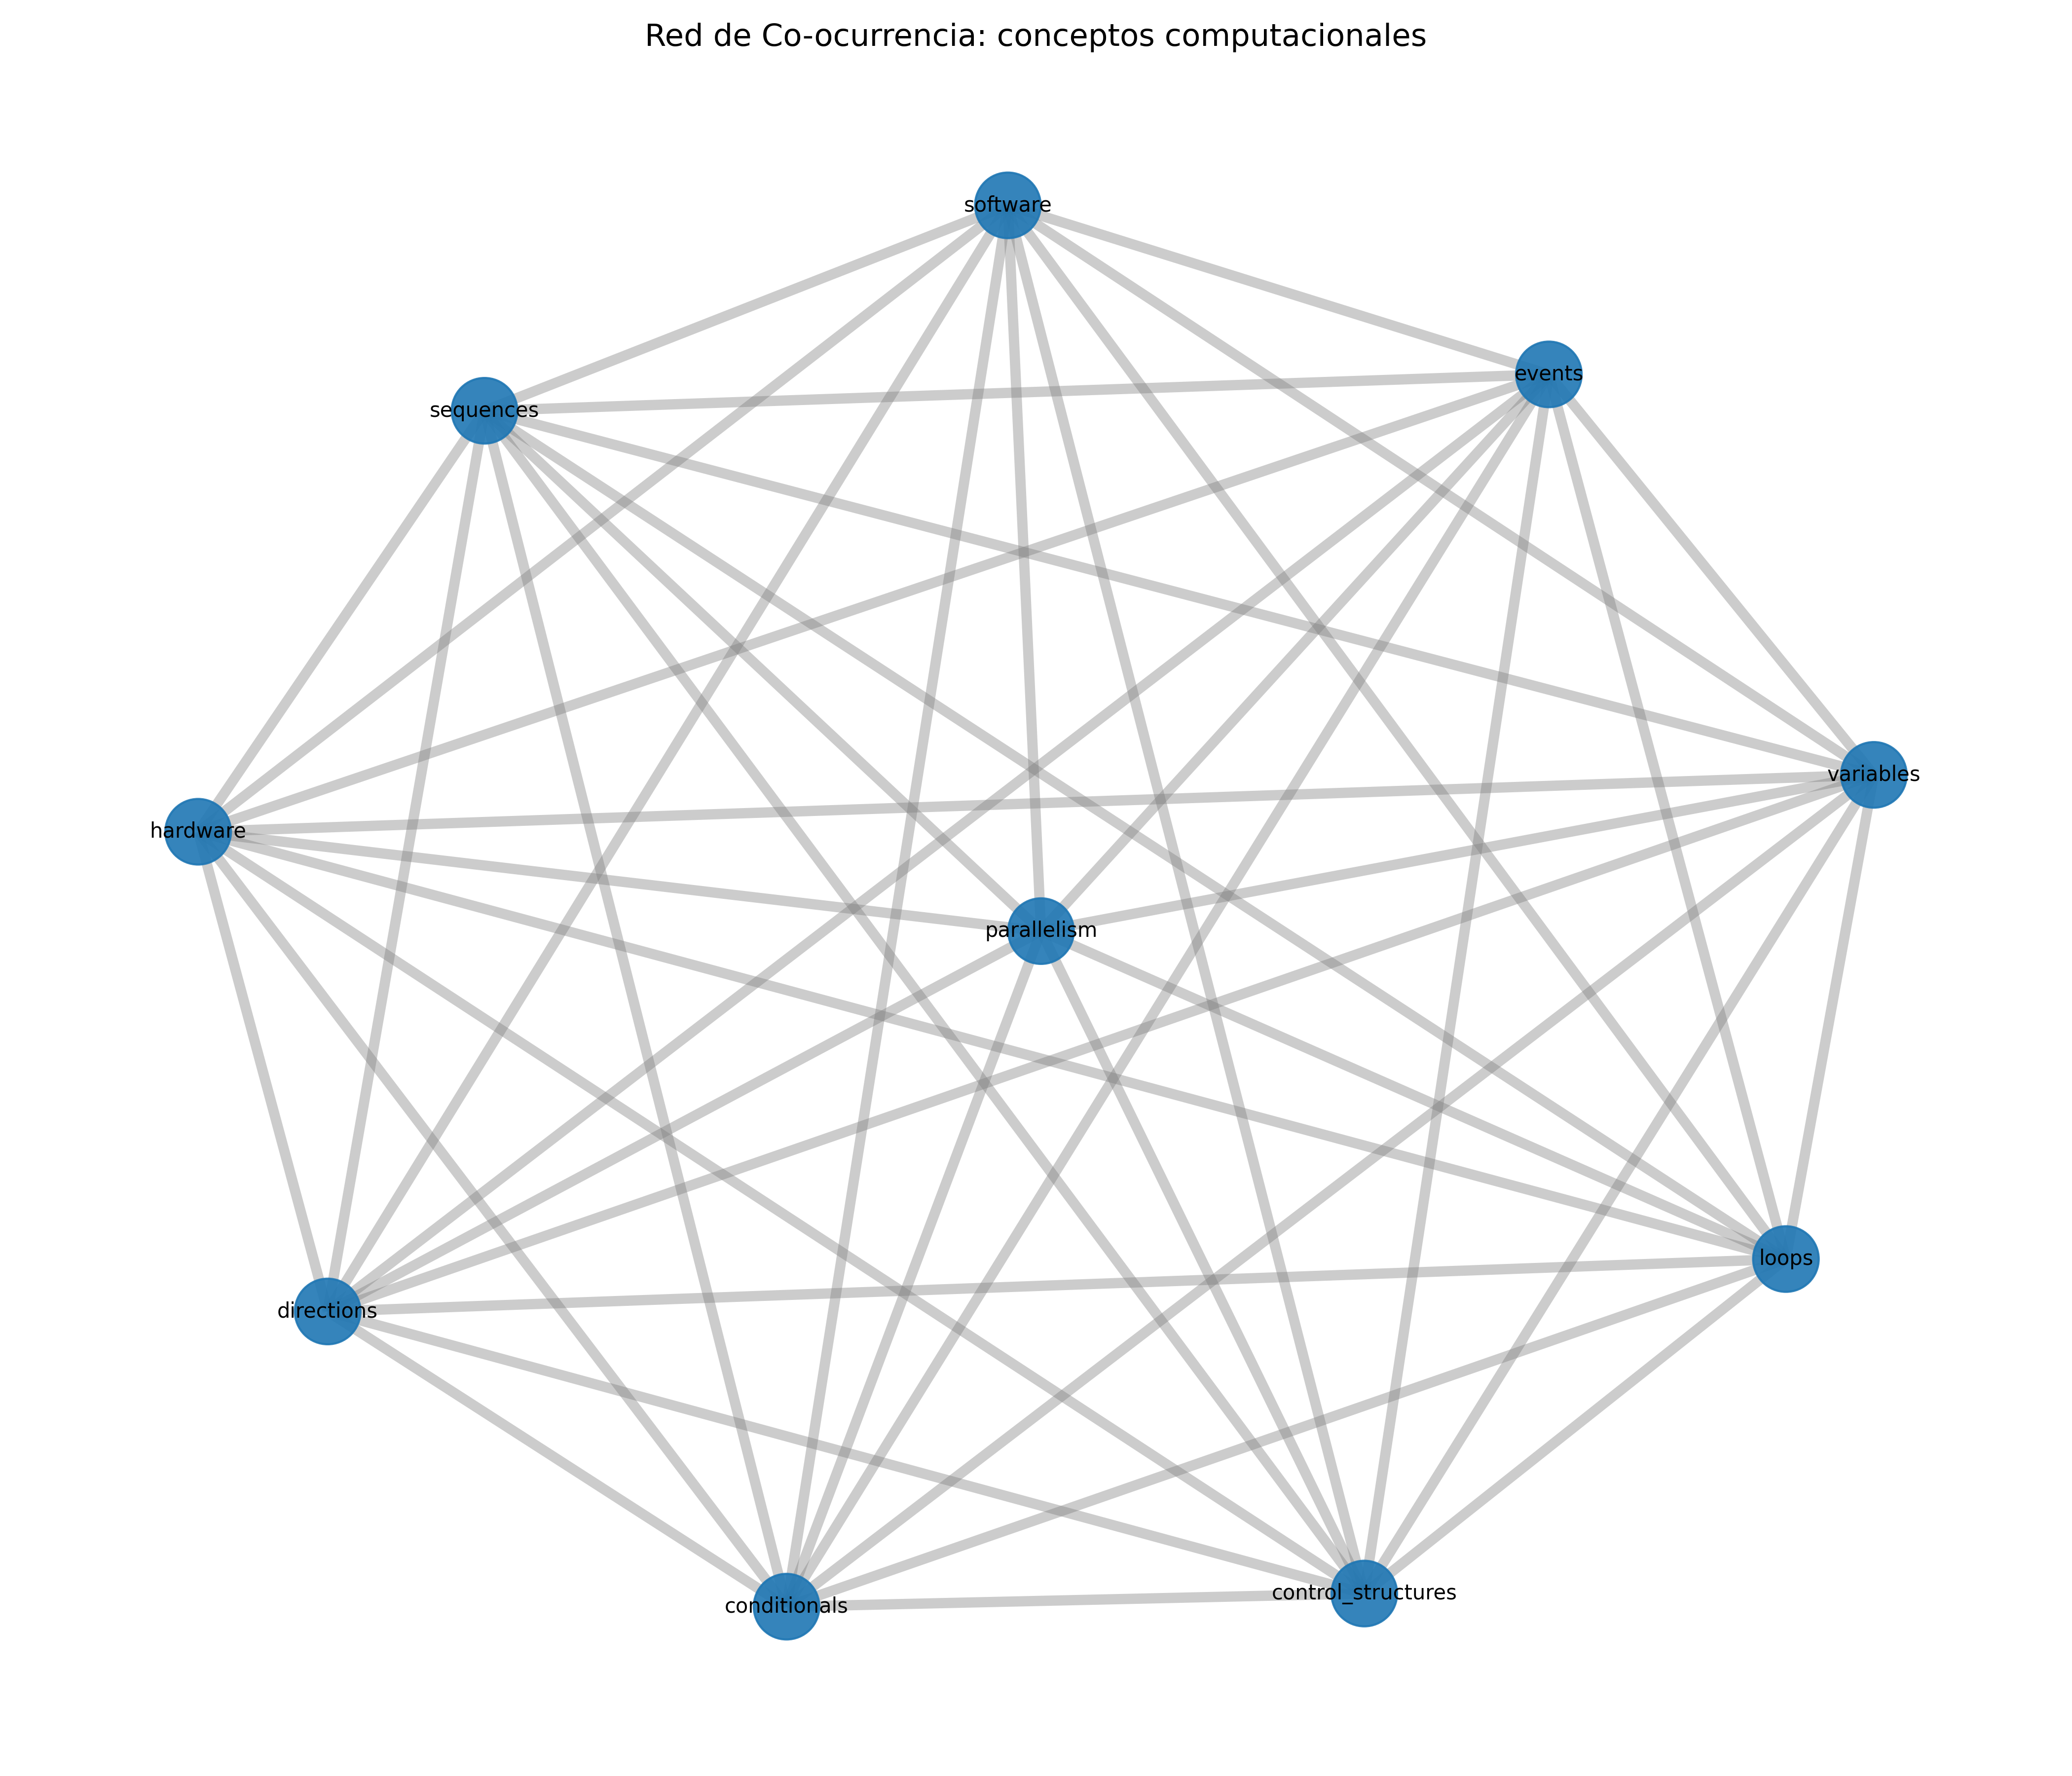 Red de Co-ocurrencia: conceptos computacionales
software
events
sequences
variables
hardware
parallelism
loops
directions
control_structures
conditionals